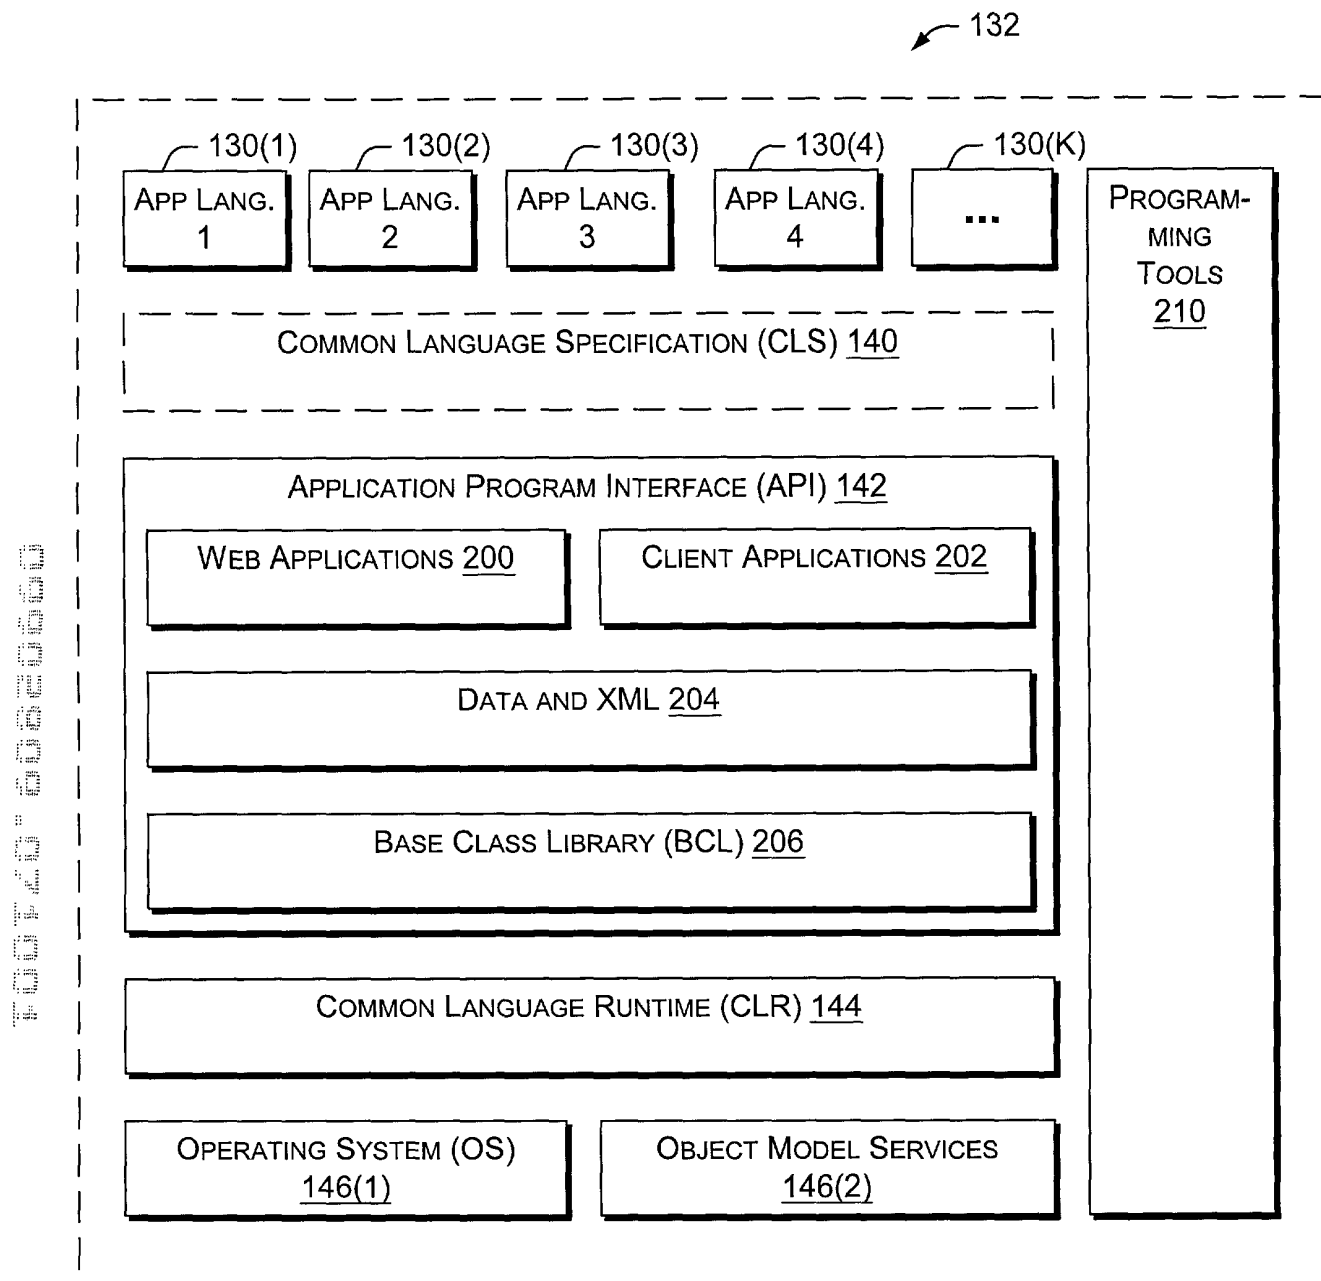 132
130(1) 130(2) 130(3) 130(4) 130(K)
APP LANG. 1
APP LANG. 2
APP LANG. 3
APP LANG. 4
...
PROGRAM-
MING
TOOLS
210
COMMON LANGUAGE SPECIFICATION (CLS) 140
APPLICATION PROGRAM INTERFACE (API) 142
WEB APPLICATIONS 200
CLIENT APPLICATIONS 202
DATA AND XML 204
BASE CLASS LIBRARY (BCL) 206
COMMON LANGUAGE RUNTIME (CLR) 144
OPERATING SYSTEM (OS)
146(1)
OBJECT MODEL SERVICES
146(2)